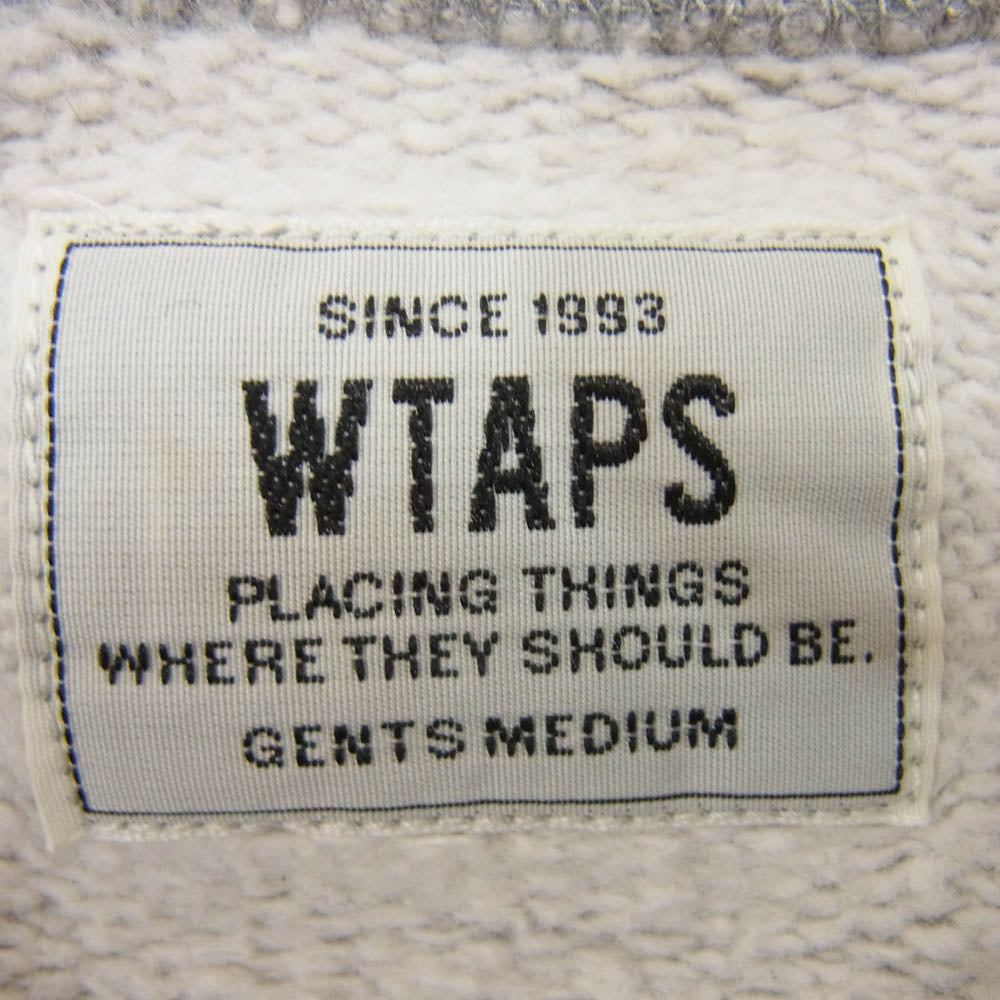 SINCE 1993
WTAPS
PLACING THINGS
WHERE THEY SHOULD BE.
GENTS MEDIUM